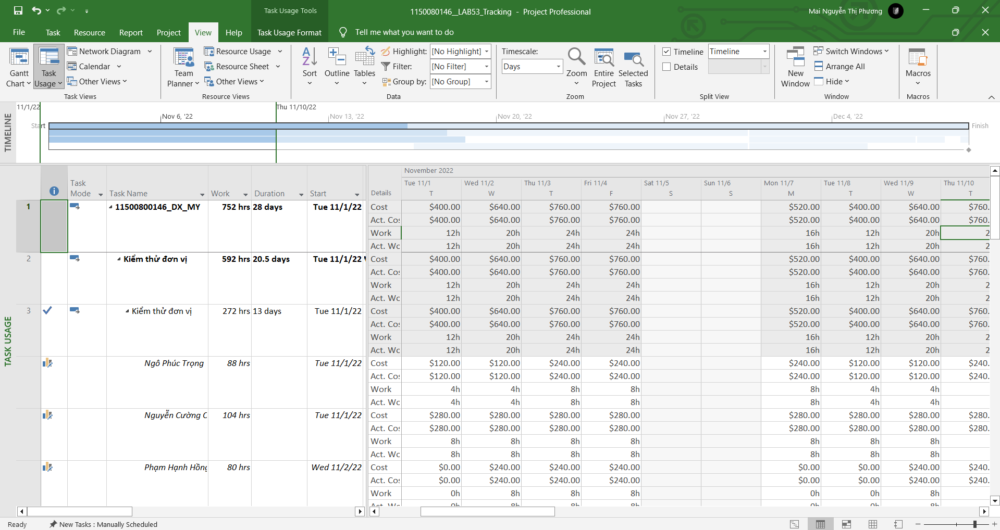 Task Usage Tools
1150080146__LAB53_Tracking - Project Professional
Mai Nguyễn Thị Phương
File Task Resource Report Project View Help Task Usage Format Tell me what you want to do
Gantt Chart
Task Usage
Network Diagram
Calendar
Other Views
Task Views
Team Planner
Resource Usage
Resource Sheet
Other Views
Resource Views
Sort
Outline
Tables
Highlight: [No Highlight]
Filter: [No Filter]
Group by: [No Group]
Data
Timescale:
Days
Zoom
Entire Project
Selected Tasks
Zoom
Timeline Timeline
Details
Split View
New Window
Switch Windows
Arrange All
Hide
Window
Macros
Macros
TIMELINE
11/1/22 Thu 11/10/22
Nov 6, '22 Nov 13, '22 Nov 20, '22 Nov 27, '22 Dec 4, '22
Start Finish
TASK USAGE
November 2022
Task Mode Task Name Work Duration Start Details
Tue 11/1 Wed 11/2 Thu 11/3 Fri 11/4 Sat 11/5 Sun 11/6 Mon 11/7 Tue 11/8 Wed 11/9 Thu 11/10
T W T F S S M T W T
1 11500800146_DX_MY 752 hrs 28 days Tue 11/1/22 Cost $400.00 $640.00 $760.00 $760.00 $520.00 $400.00 $640.00 $760.
Act. Cos $400.00 $640.00 $760.00 $760.00 $520.00 $400.00 $640.00 $760.
Work 12h 20h 24h 24h 16h 12h 20h 2
Act. Wo 12h 20h 24h 24h 16h 12h 20h 2
2 Kiểm thử đơn vị 592 hrs 20.5 days Tue 11/1/22 Cost $400.00 $640.00 $760.00 $760.00 $520.00 $400.00 $640.00 $760.
Act. Cos $400.00 $640.00 $760.00 $760.00 $520.00 $400.00 $640.00 $760.
Work 12h 20h 24h 24h 16h 12h 20h 2
Act. Wo 12h 20h 24h 24h 16h 12h 20h 2
3 Kiểm thử đơn vị 272 hrs 13 days Tue 11/1/22 Cost $400.00 $640.00 $760.00 $760.00 $520.00 $400.00 $640.00 $760.
Act. Cos $400.00 $640.00 $760.00 $760.00 $520.00 $400.00 $640.00 $760.
Work 12h 20h 24h 24h 16h 12h 20h 2
Act. Wo 12h 20h 24h 24h 16h 12h 20h 2
Ngô Phúc Trọng 88 hrs Tue 11/1/22 Cost $120.00 $120.00 $240.00 $240.00 $240.00 $120.00 $120.00 $240.
Act. Cos $120.00 $120.00 $240.00 $240.00 $240.00 $120.00 $120.00 $240.
Work 4h 4h 8h 8h 8h 4h 4h
Act. Wo 4h 4h 8h 8h 8h 4h 4h
Nguyễn Cường C 104 hrs Tue 11/1/22 Cost $280.00 $280.00 $280.00 $280.00 $280.00 $280.00 $280.00 $280.
Act. Cos $280.00 $280.00 $280.00 $280.00 $280.00 $280.00 $280.00 $280.
Work 8h 8h 8h 8h 8h 8h 8h
Act. Wo 8h 8h 8h 8h 8h 8h 8h
Phạm Hạnh Hồng 80 hrs Wed 11/2/22 Cost $0.00 $240.00 $240.00 $240.00 $0.00 $0.00 $240.00 $240.
Act. Cos $0.00 $240.00 $240.00 $240.00 $0.00 $0.00 $240.00 $240.
Work 0h 8h 8h 8h 0h 0h 8h
Act. Wo 0h 8h 8h 8h 0h 0h 8h
Ready New Tasks : Manually Scheduled